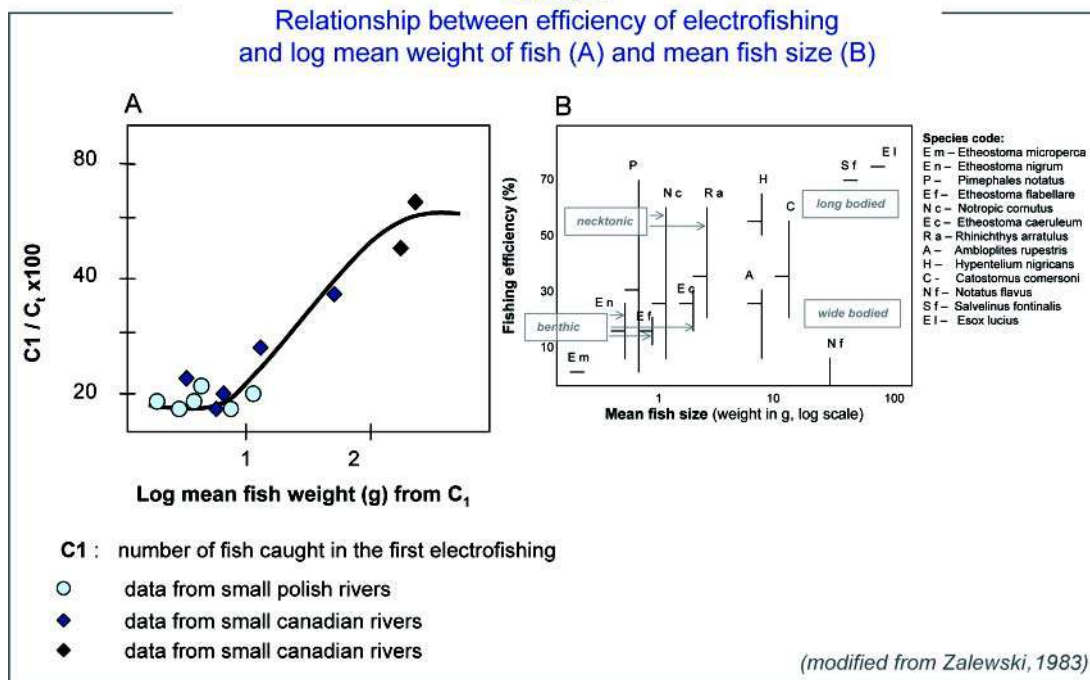 Relationship between efficiency of electrofishing
and log mean weight of fish (A) and mean fish size (B)
A
80
40
20
C1 / Ct x100
1
2
Log mean fish weight (g) from C1
B
Fishing efficiency (%)
70
50
30
10
P
N c
R a
H
C
S f
E l
necktonic
long bodied
A
E n
E c
E f
benthic
wide bodied
E m
N f
1
10
100
Mean fish size (weight in g, log scale)
Species code:
E m – Etheostoma microperca
E n – Etheostoma nigrum
P – Pimephales notatus
E f – Etheostoma flabellare
N c – Notropic cornutus
E c – Etheostoma caeruleum
R a – Rhinichthys arratulus
A – Ambloplites rupestris
H – Hypentelium nigricans
C - Catostomus comersoni
N f – Notatus flavus
S f – Salvelinus fontinalis
E l – Esox lucius
C1 : number of fish caught in the first electrofishing
data from small polish rivers
data from small canadian rivers
data from small canadian rivers
(modified from Zalewski, 1983)